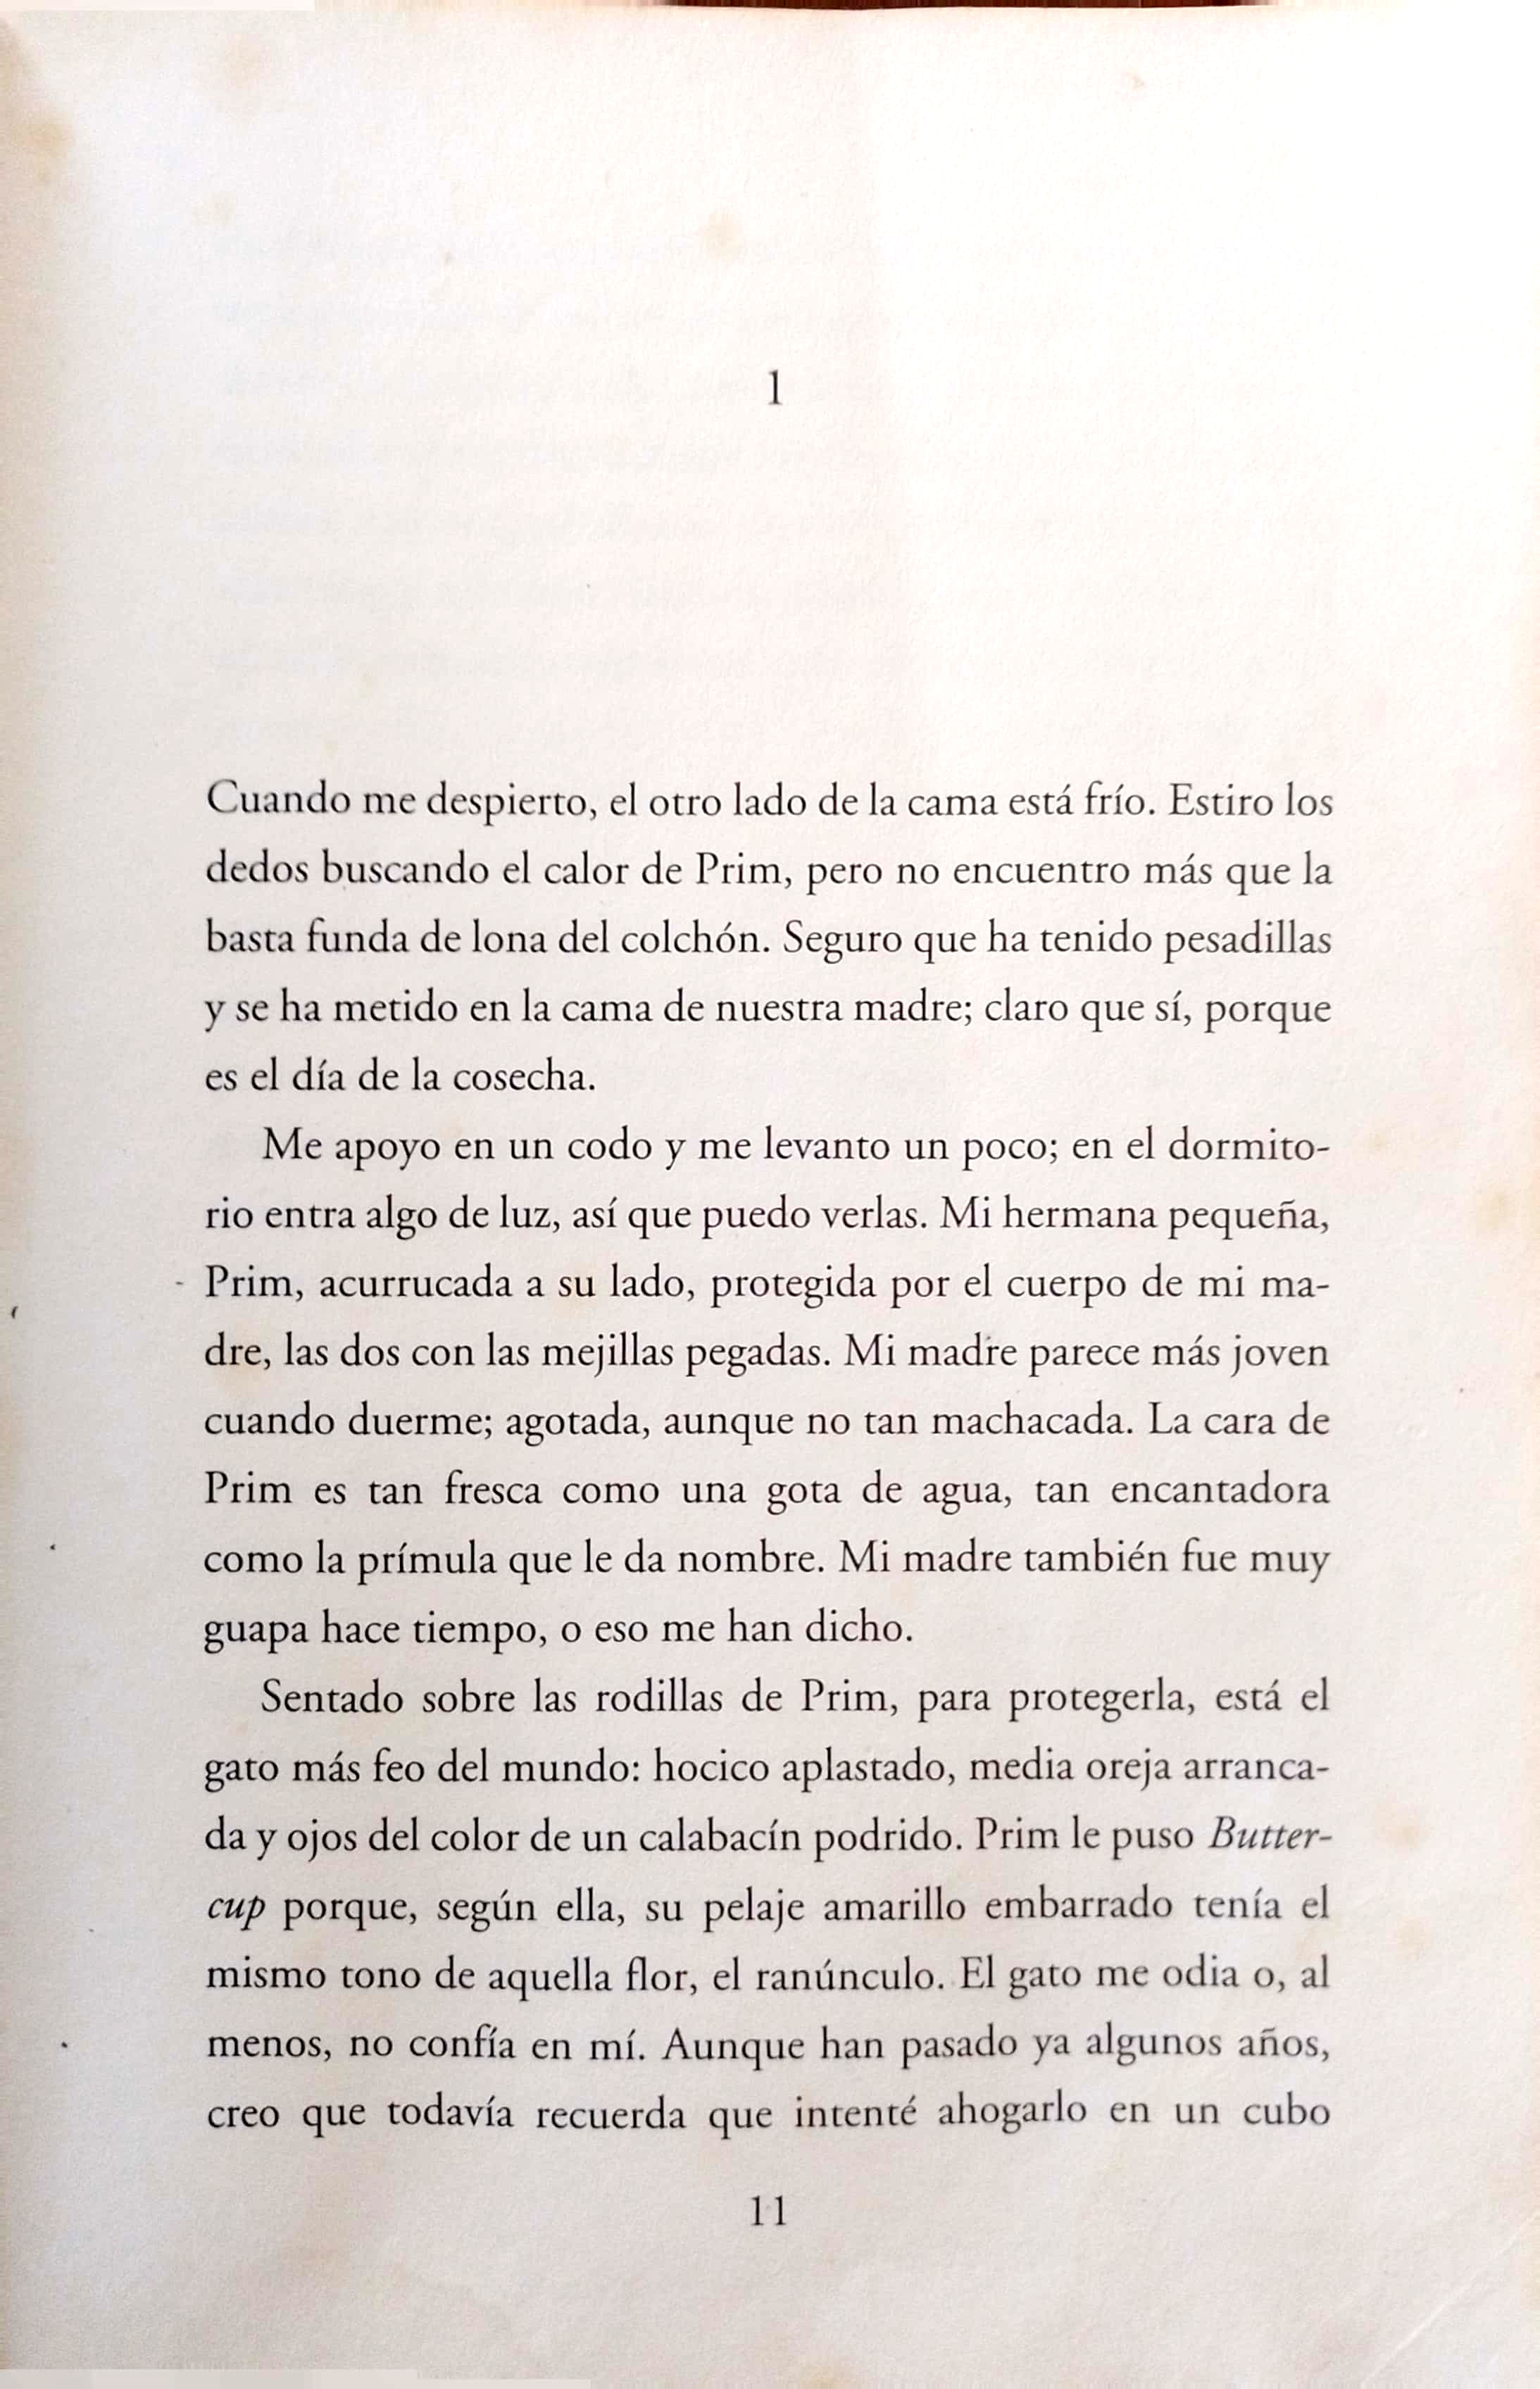 1
Cuando me despierto, el otro lado de la cama está frío. Estiro los
dedos buscando el calor de Prim, pero no encuentro más que la
basta funda de lona del colchón. Seguro que ha tenido pesadillas
y se ha metido en la cama de nuestra madre; claro que sí, porque
es el día de la cosecha.
Me apoyo en un codo y me levanto un poco; en el dormito-
rio entra algo de luz, así que puedo verlas. Mi hermana pequeña,
Prim, acurrucada a su lado, protegida por el cuerpo de mi ma-
dre, las dos con las mejillas pegadas. Mi madre parece más joven
cuando duerme; agotada, aunque no tan machacada. La cara de
Prim es tan fresca como una gota de agua, tan encantadora
como la prímula que le da nombre. Mi madre también fue muy
guapa hace tiempo, o eso me han dicho.
Sentado sobre las rodillas de Prim, para protegerla, está el
gato más feo del mundo: hocico aplastado, media oreja arranca-
da y ojos del color de un calabacín podrido. Prim le puso Butter-
cup porque, según ella, su pelaje amarillo embarrado tenía el
mismo tono de aquella flor, el ranúnculo. El gato me odia o, al
menos, no confía en mí. Aunque han pasado ya algunos años,
creo que todavía recuerda que intenté ahogarlo en un cubo
11